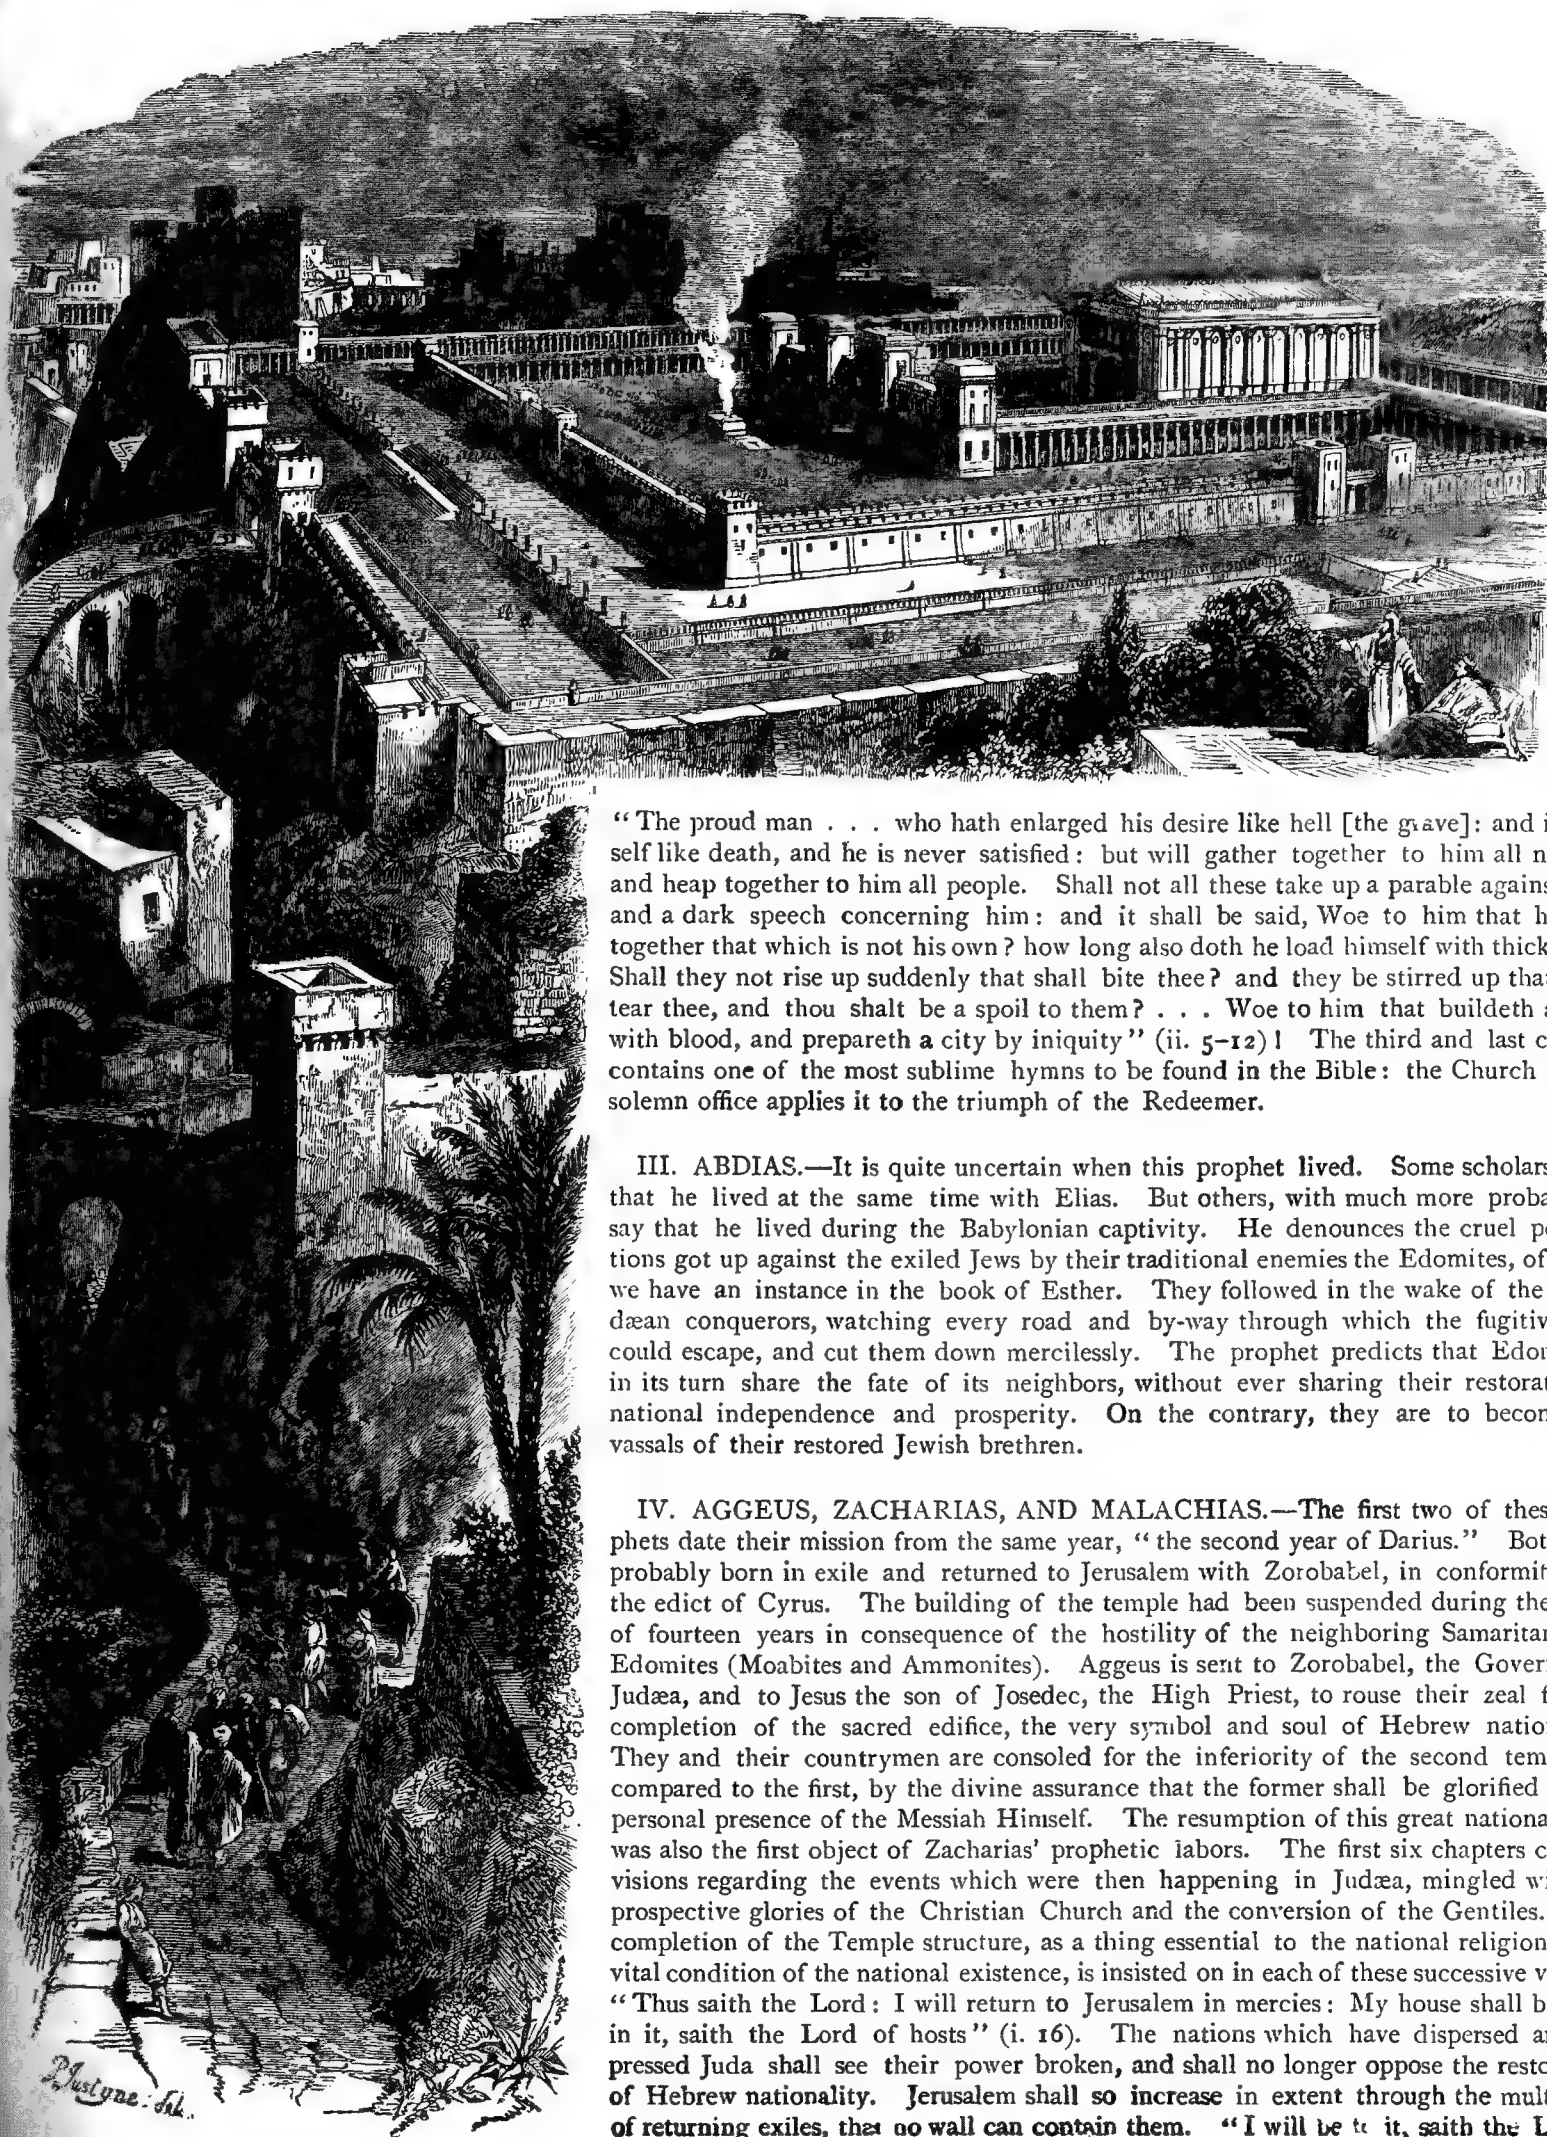 “The proud man . . . who hath enlarged his desire like hell [the grave]: and
self like death, and he is never satisfied: but will gather together to him all
and heap together to him all people. Shall not all these take up a parable
and a dark speech concerning him: and it shall be said, Woe to him that
together that which is not his own? how long also doth he load himself with thick
Shall they not rise up suddenly that shall bite thee? and they be stirred up
tear thee, and thou shalt be a spoil to them? . . . Woe to him that buildeth
with blood, and prepareth a city by iniquity” (ii. 5–12)! The third and last
contains one of the most sublime hymns to be found in the Bible: the Church
solemn office applies it to the triumph of the Redeemer.
III. ABDIAS.—It is quite uncertain when this prophet lived. Some
that he lived at the same time with Elias. But others, with much more
say that he lived during the Babylonian captivity. He denounces the cruel
tions got up against the exiled Jews by their traditional enemies the Edomites, of
we have an instance in the book of Esther. They followed in the wake of the
dæan conquerors, watching every road and by-way through which the
could escape, and cut them down mercilessly. The prophet predicts that
in its turn share the fate of its neighbors, without ever sharing their
national independence and prosperity. On the contrary, they are to
vassals of their restored Jewish brethren.
IV. AGGEUS, ZACHARIAS, AND MALACHIAS.—The first two of
phets date their mission from the same year, “the second year of Darius.”
probably born in exile and returned to Jerusalem with Zorobabel, in
the edict of Cyrus. The building of the temple had been suspended during the
of fourteen years in consequence of the hostility of the neighboring
Edomites (Moabites and Ammonites). Aggeus is sent to Zorobabel, the
Judæa, and to Jesus the son of Josedec, the High Priest, to rouse their zeal
completion of the sacred edifice, the very symbol and soul of Hebrew
They and their countrymen are consoled for the inferiority of the second
compared to the first, by the divine assurance that the former shall be glorified
personal presence of the Messiah Himself. The resumption of this great
was also the first object of Zacharias’ prophetic labors. The first six chapters
visions regarding the events which were then happening in Judæa, mingled
prospective glories of the Christian Church and the conversion of the Gentiles.
completion of the Temple structure, as a thing essential to the national religion
vital condition of the national existence, is insisted on in each of these successive
“Thus saith the Lord: I will return to Jerusalem in mercies: My house shall
in it, saith the Lord of hosts” (i. 16). The nations which have dispersed
pressed Juda shall see their power broken, and shall no longer oppose the
of Hebrew nationality. Jerusalem shall so increase in extent through the
of returning exiles, that no wall can contain them. “I will be to it, saith the
P. Justyne. del.